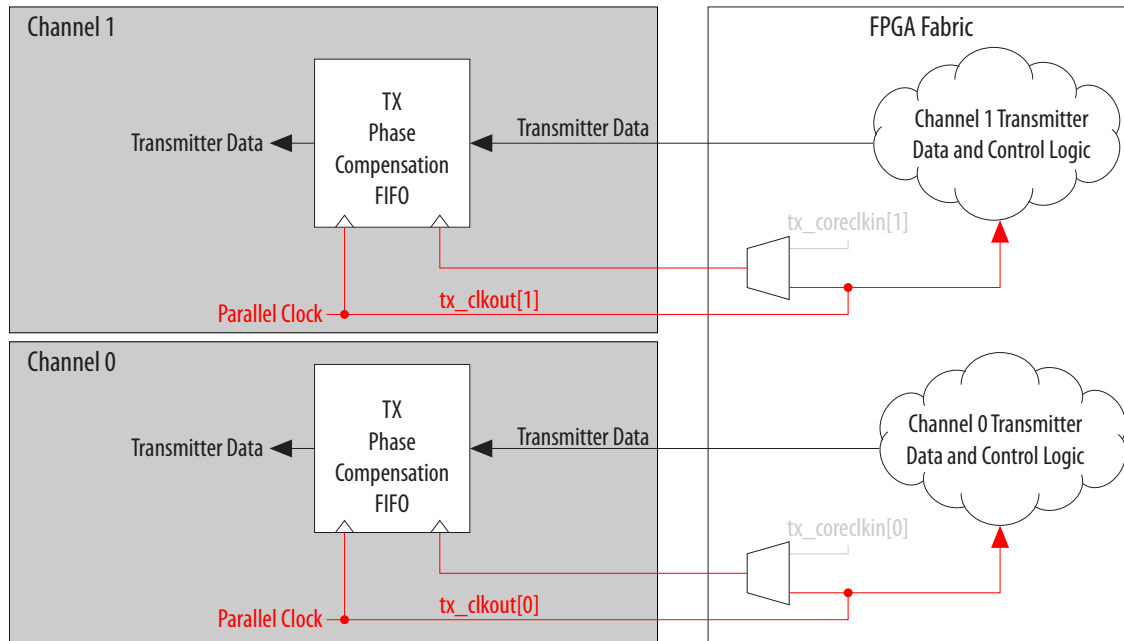 Channel 1
FPGA Fabric
TX
Phase
Compensation
FIFO
Transmitter Data
Transmitter Data
Channel 1 Transmitter
Data and Control Logic
tx_coreclkin[1]
tx_clkout[1]
Parallel Clock
Channel 0
TX
Phase
Compensation
FIFO
Transmitter Data
Transmitter Data
Channel 0 Transmitter
Data and Control Logic
tx_coreclkin[0]
tx_clkout[0]
Parallel Clock